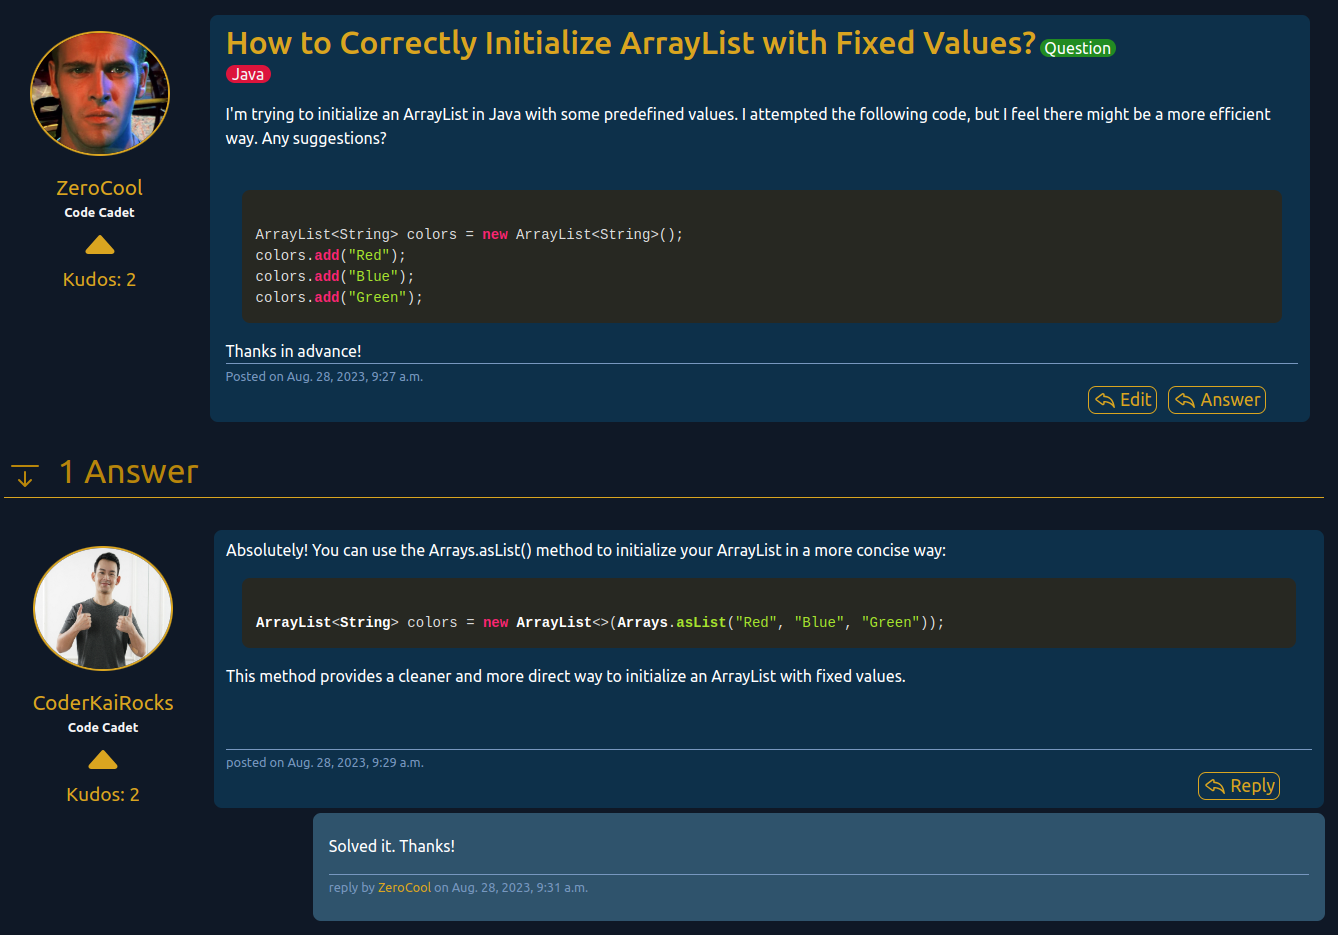 How to Correctly Initialize ArrayList with Fixed Values? Question
Java
I'm trying to initialize an ArrayList in Java with some predefined values. I attempted the following code, but I feel there might be a more efficient
way. Any suggestions?
ZeroCool
Code Cadet
Kudos: 2
ArrayList<String> colors = new ArrayList<String>();
colors.add("Red");
colors.add("Blue");
colors.add("Green");
Thanks in advance!
Posted on Aug. 28, 2023, 9:27 a.m.
Edit
Answer
1 Answer
Absolutely! You can use the Arrays.asList() method to initialize your ArrayList in a more concise way:
ArrayList<String> colors = new ArrayList<>(Arrays.asList("Red", "Blue", "Green"));
This method provides a cleaner and more direct way to initialize an ArrayList with fixed values.
CoderKaiRocks
Code Cadet
Kudos: 2
posted on Aug. 28, 2023, 9:29 a.m.
Reply
Solved it. Thanks!
reply by ZeroCool on Aug. 28, 2023, 9:31 a.m.